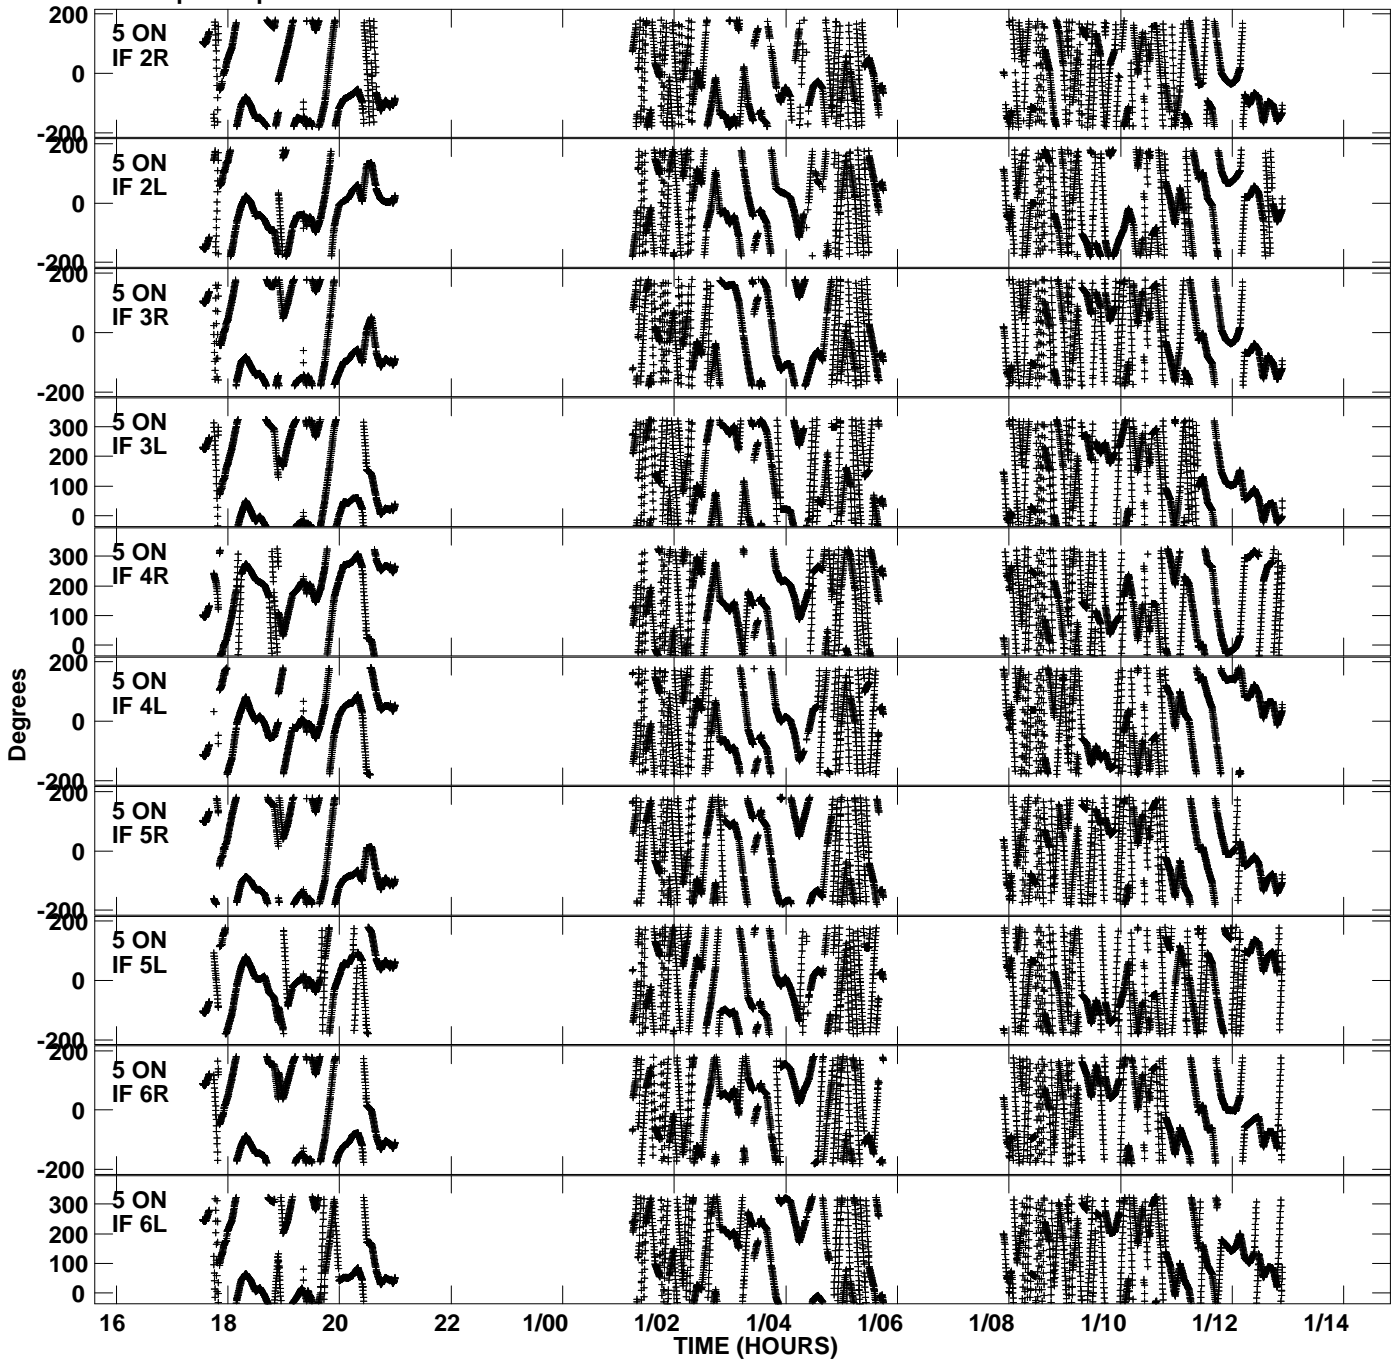 200
0
-200
5 ON
IF 2R
200
0
-200
5 ON
IF 2L
200
0
-200
5 ON
IF 3R
300
200
100
0
5 ON
IF 3L
300
200
100
0
5 ON
IF 4R
200
0
-200
5 ON
IF 4L
200
0
-200
5 ON
IF 5R
200
0
-200
5 ON
IF 5L
200
0
-200
5 ON
IF 6R
300
200
100
0
5 ON
IF 6L
Degrees
16 18 20 22 1/00 1/02 1/04 1/06 1/08 1/10 1/12 1/14
TIME (HOURS)